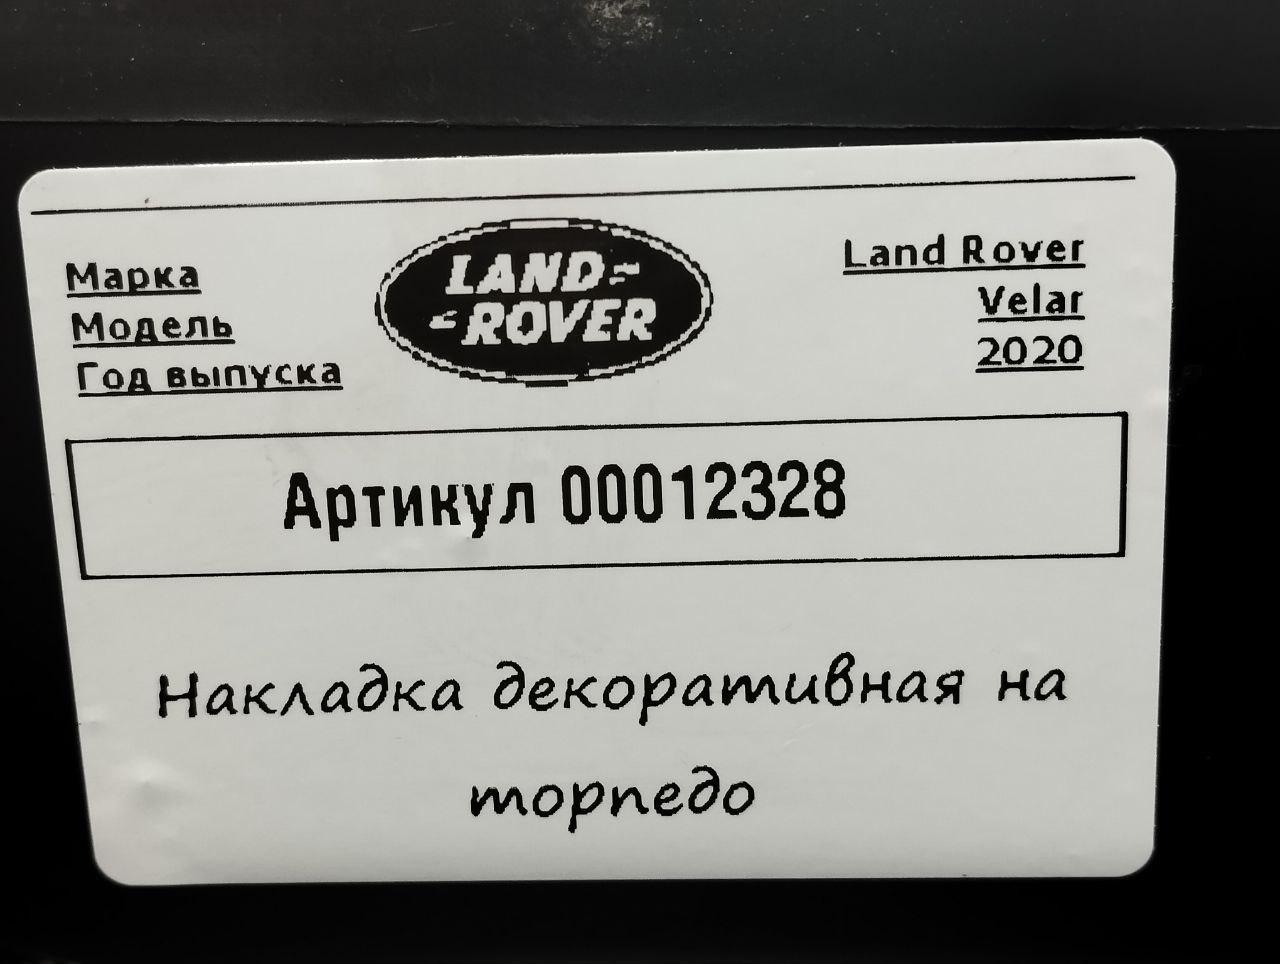 Марка
Модель
Год выпуска
LAND
ROVER
Land Rover
Velar
2020
Артикул 00012328
Накладка декоративная на
торпедо